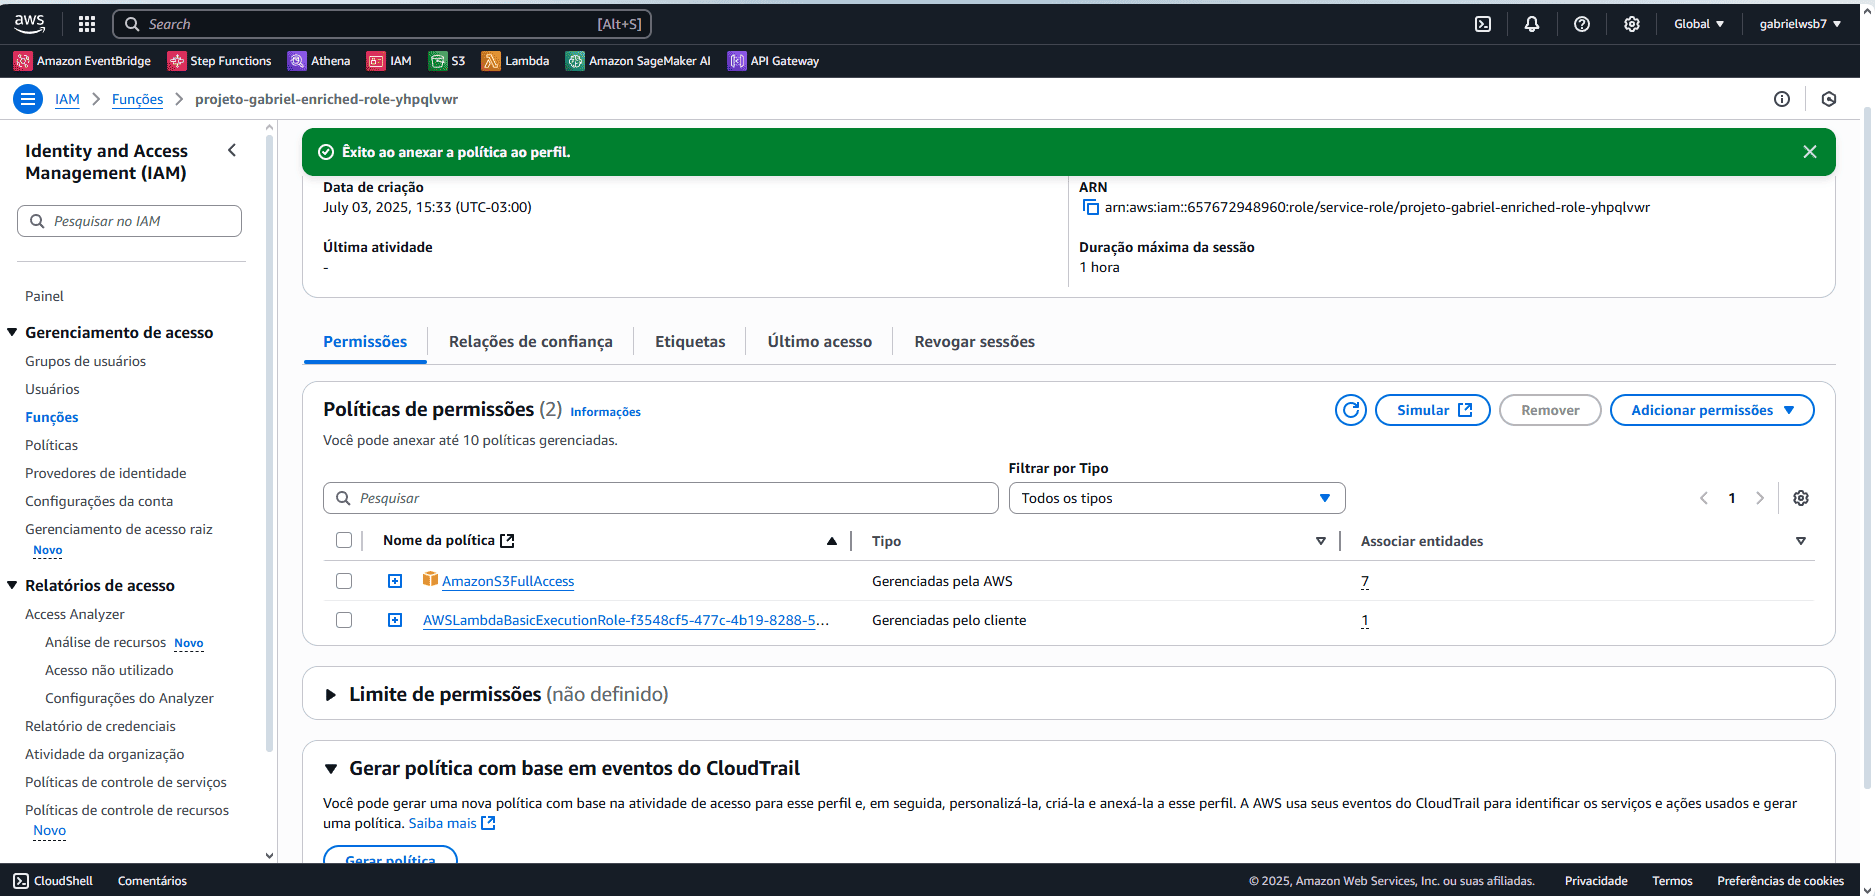 aws
Search [Alt+S]
Global
gabrielwsb7
Amazon EventBridge
Step Functions
Athena
IAM
S3
Lambda
Amazon SageMaker AI
API Gateway
IAM
Funções
projeto-gabriel-enriched-role-yhpqlvwr
Identity and Access
Management (IAM)
Pesquisar no IAM
Painel
Gerenciamento de acesso
Grupos de usuários
Usuários
Funções
Políticas
Provedores de identidade
Configurações da conta
Gerenciamento de acesso raiz
Novo
Relatórios de acesso
Access Analyzer
Análise de recursos Novo
Acesso não utilizado
Configurações do Analyzer
Relatório de credenciais
Atividade da organização
Políticas de controle de serviços
Políticas de controle de recursos
Novo
Êxito ao anexar a política ao perfil.
Data de criação
July 03, 2025, 15:33 (UTC-03:00)
ARN
arn:aws:iam::657672948960:role/service-role/projeto-gabriel-enriched-role-yhpqlvwr
Última atividade
-
Duração máxima da sessão
1 hora
Permissões
Relações de confiança
Etiquetas
Último acesso
Revogar sessões
Políticas de permissões (2) Informações
Você pode anexar até 10 políticas gerenciadas.
Simular
Remover
Adicionar permissões
Filtrar por Tipo
Pesquisar
Todos os tipos
1
Nome da política
Tipo
Associar entidades
AmazonS3FullAccess
Gerenciadas pela AWS
7
AWSLambdaBasicExecutionRole-f3548cf5-477c-4b19-8288-5...
Gerenciadas pelo cliente
1
Limite de permissões (não definido)
Gerar política com base em eventos do CloudTrail
Você pode gerar uma nova política com base na atividade de acesso para esse perfil e, em seguida, personalizá-la, criá-la e anexá-la a esse perfil. A AWS usa seus eventos do CloudTrail para identificar os serviços e ações usados e gerar
uma política. Saiba mais
Gerar política
CloudShell
Comentários
© 2025, Amazon Web Services, Inc. ou suas afiliadas.
Privacidade
Termos
Preferências de cookies